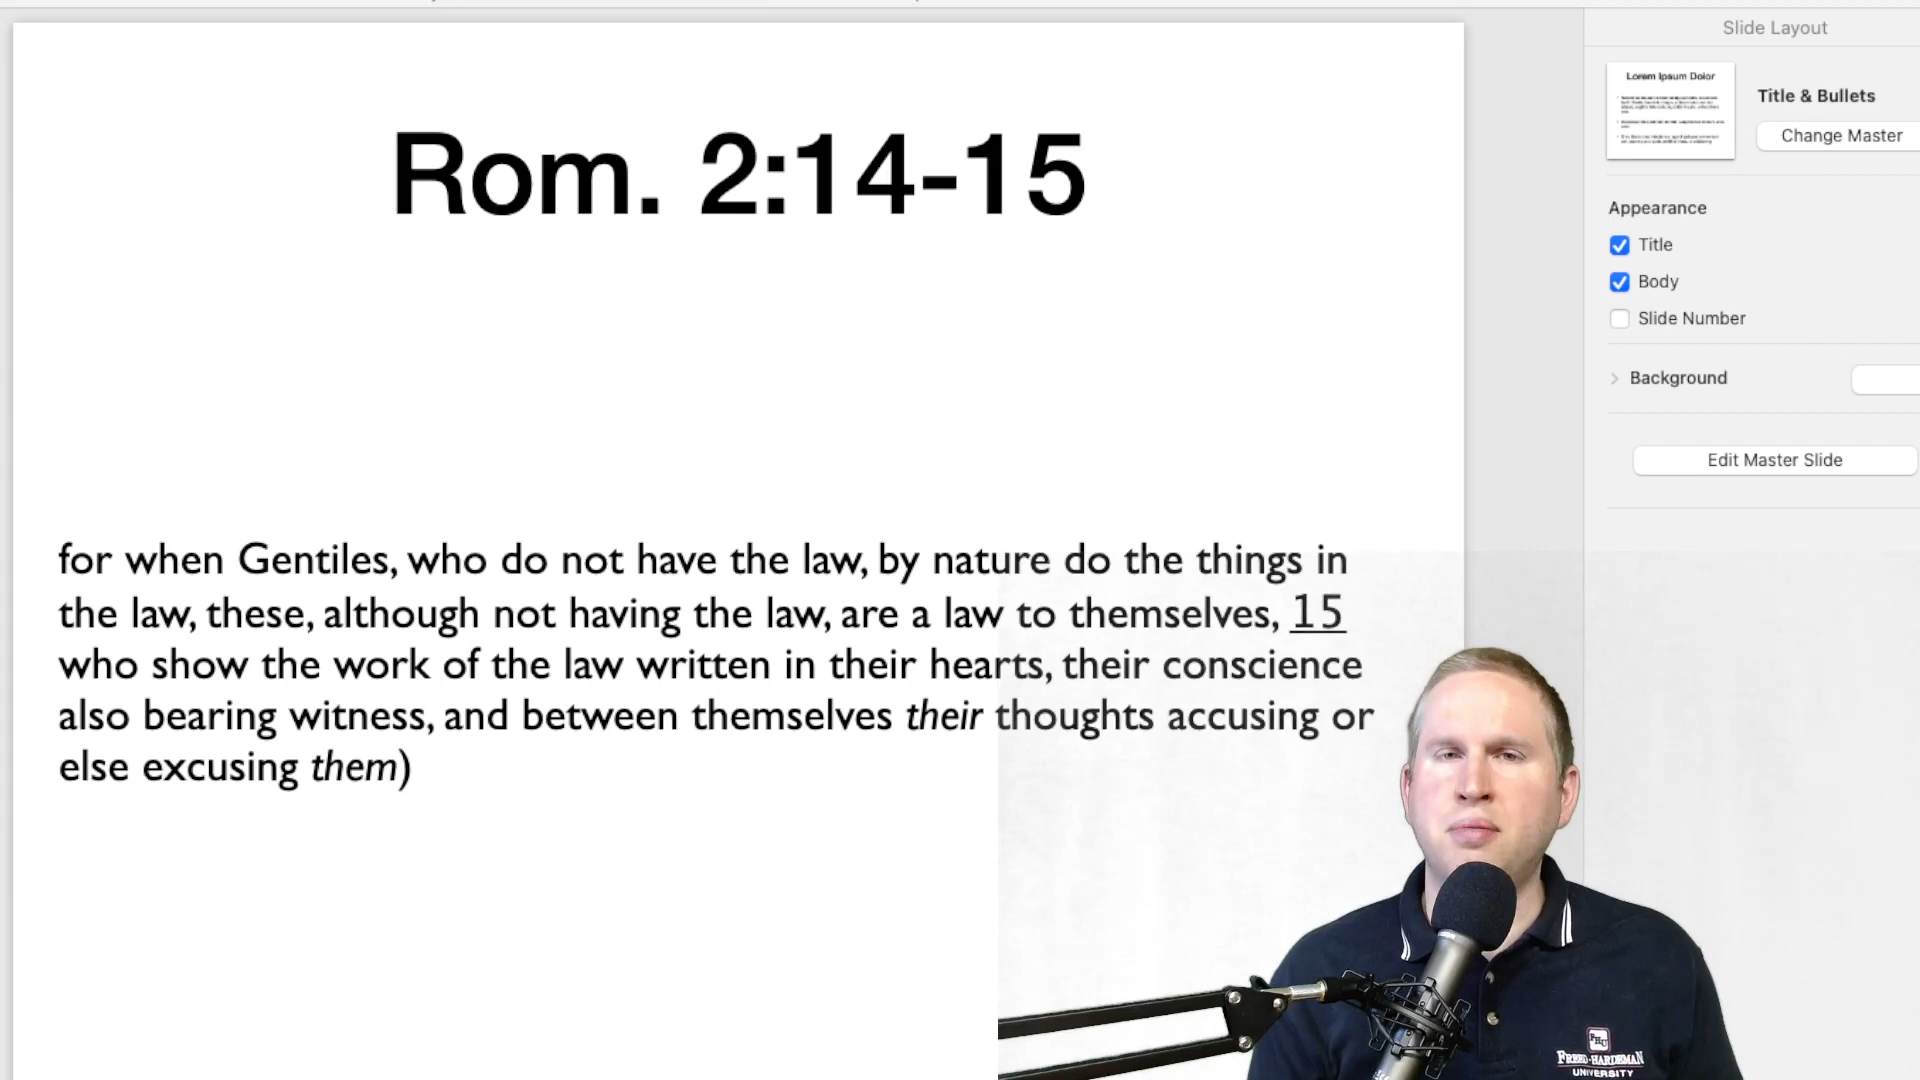 Slide Layout
Lorem Ipsum Dolor
Title & Bullets
Change Master
Rom. 2:14-15
Appearance
Title
Body
Slide Number
Background
Edit Master Slide
for when Gentiles, who do not have the law, by nature do the things in
the law, these, although not having the law, are a law to themselves, 15
who show the work of the law written in their hearts, their conscience
also bearing witness, and between themselves their thoughts accusing or
else excusing them)
FHU
FREED-HARDEMAN
UNIVERSITY